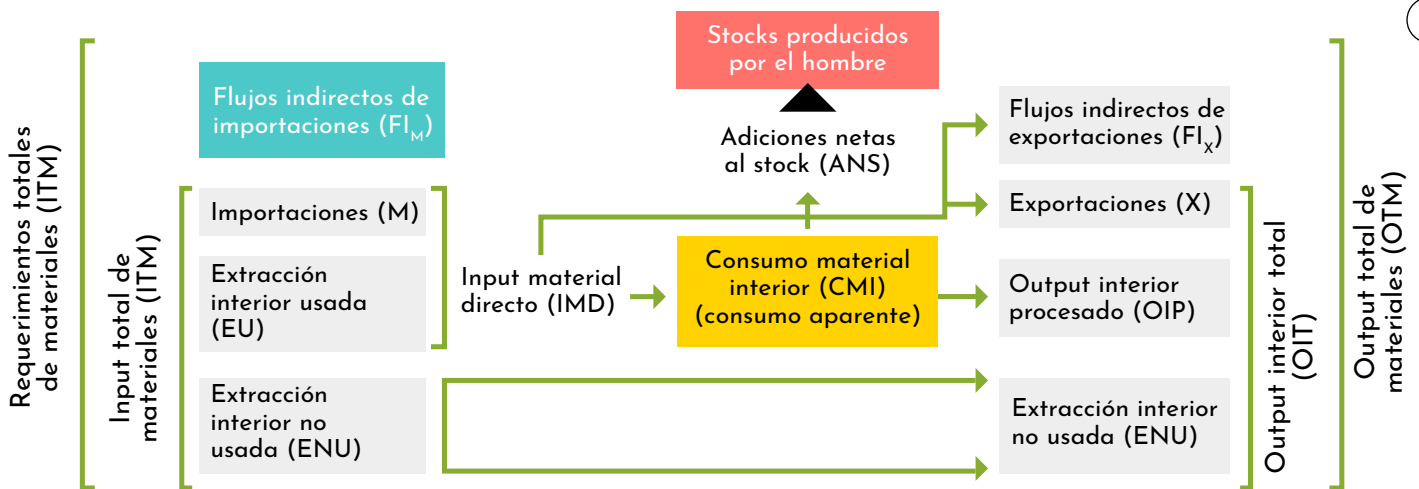 Requerimientos totales
de materiales (ITM)
Input total de
materiales (ITM)
Flujos indirectos de
importaciones (FI_M)
Importaciones (M)
Extracción
interior usada
(EU)
Extracción
interior no
usada (ENU)
Input material
directo (IMD)
Stocks producidos
por el hombre
Adiciones netas
al stock (ANS)
Consumo material
interior (CMI)
(consumo aparente)
Flujos indirectos de
exportaciones (FI_X)
Exportaciones (X)
Output interior
procesado (OIP)
Extracción interior
no usada (ENU)
Output interior total
(OIT)
Output total de
materiales (OTM)